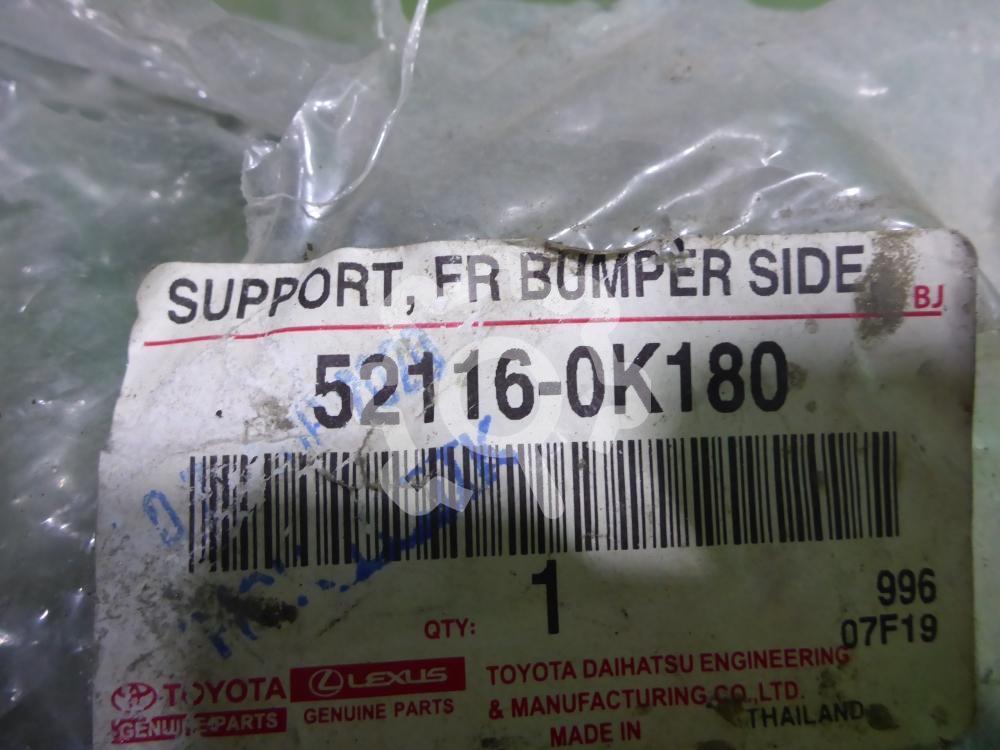 SUPPORT, FR BUMPER SIDE
BJ
52116-0K180
1
QTY:
996
07F19
TOYOTA
GENUINE PARTS
LEXUS
GENUINE PARTS
TOYOTA DAIHATSU ENGINEERING
& MANUFACTURING CO., LTD.
MADE IN THAILAND